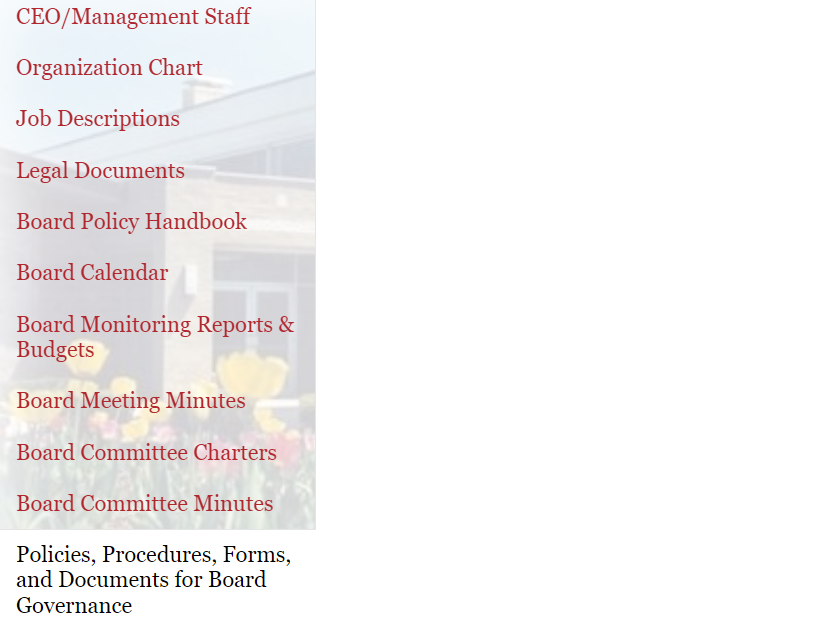 CEO/Management Staff
Organization Chart
Job Descriptions
Legal Documents
Board Policy Handbook
Board Calendar
Board Monitoring Reports &
Budgets
Board Meeting Minutes
Board Committee Charters
Board Committee Minutes
Policies, Procedures, Forms,
and Documents for Board
Governance